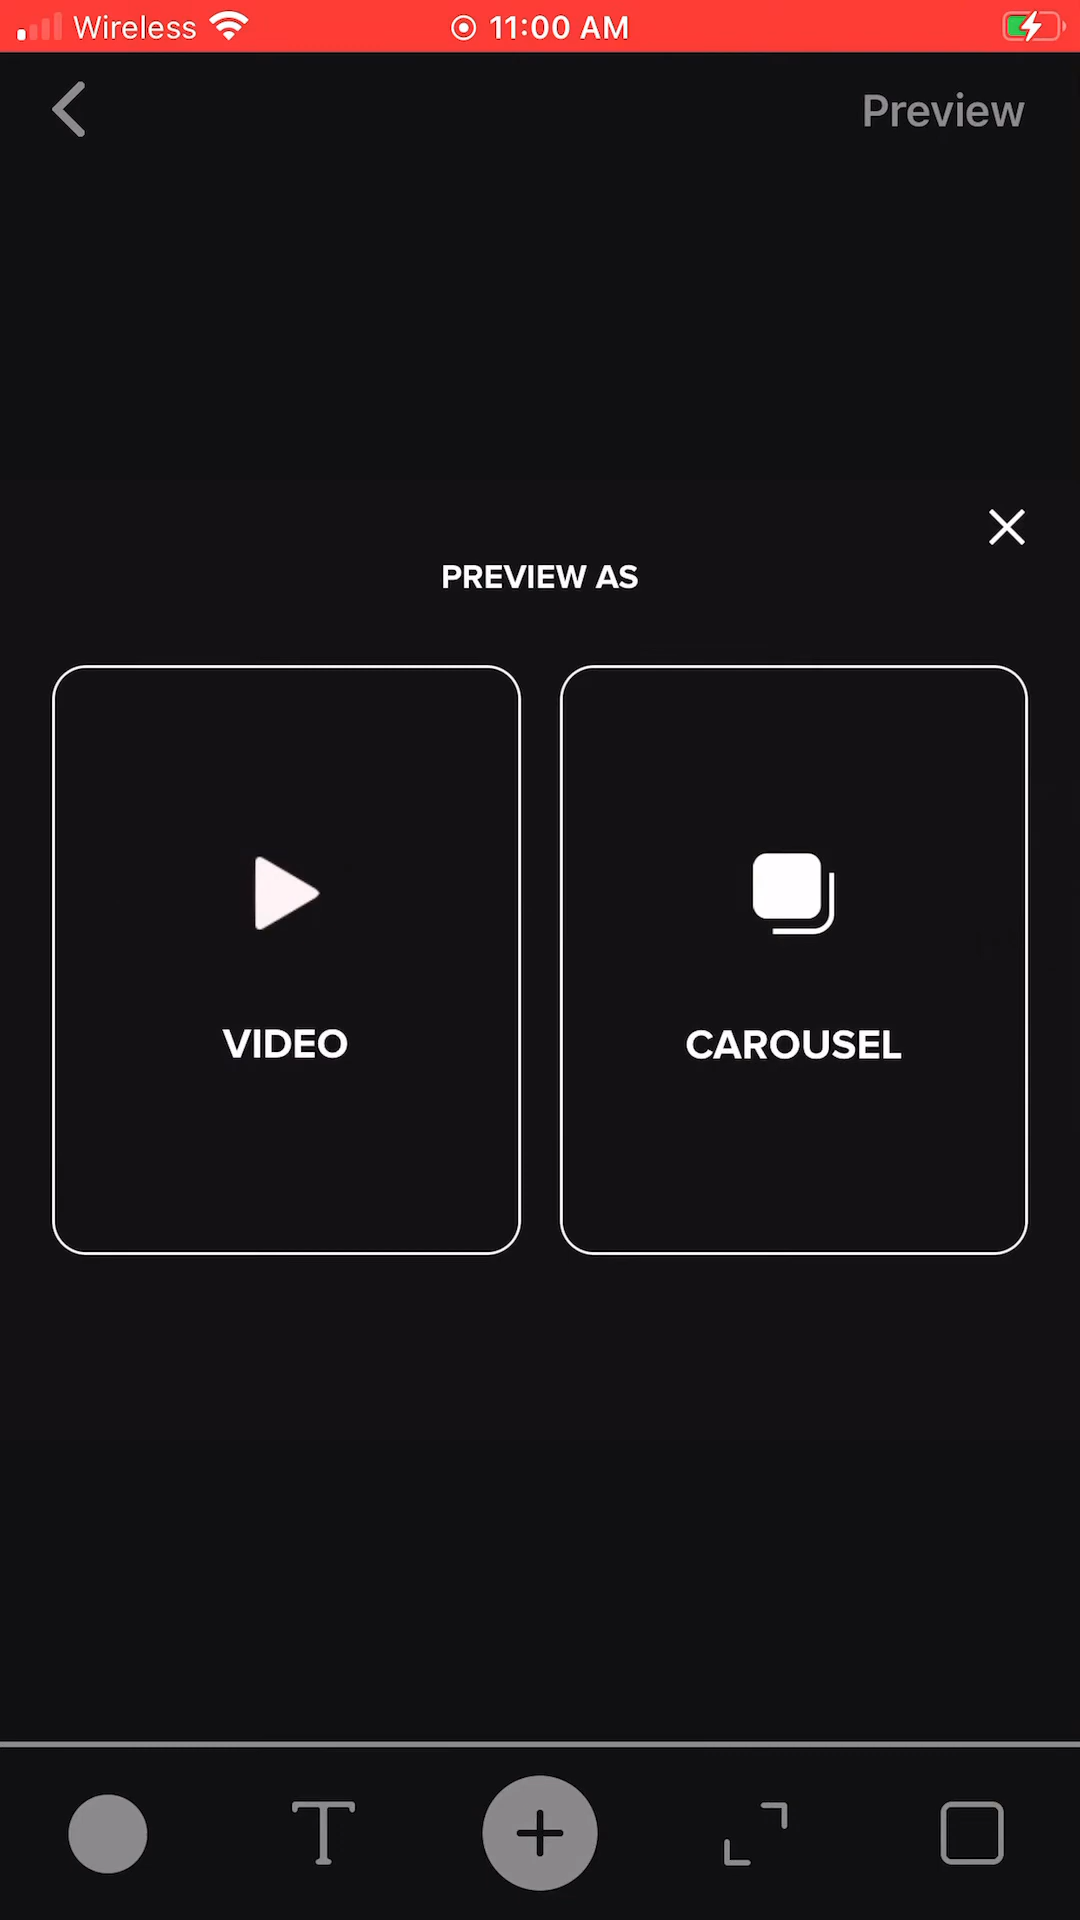 Wireless 11:00 AM
Preview
PREVIEW AS
VIDEO
CAROUSEL
T